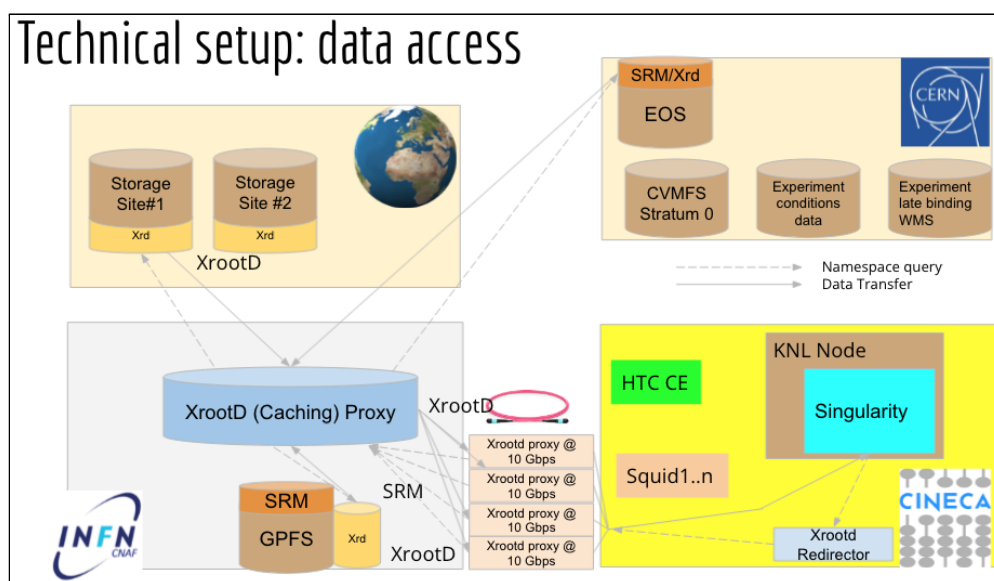 Technical setup: data access
SRM/Xrd
EOS
CERN
Storage
Site#1
Xrd
Storage
Site #2
Xrd
XrootD
CVMFS
Stratum 0
Experiment
conditions
data
Experiment
late binding
WMS
Namespace query
Data Transfer
XrootD (Caching) Proxy
XrootD
SRM
GPFS
Xrd
SRM
XrootD
INFN
CNAF
Xrootd proxy @
10 Gbps
Xrootd proxy @
10 Gbps
Xrootd proxy @
10 Gbps
Xrootd proxy @
10 Gbps
HTC CE
KNL Node
Singularity
Squid1..n
Xrootd
Redirector
CINECA